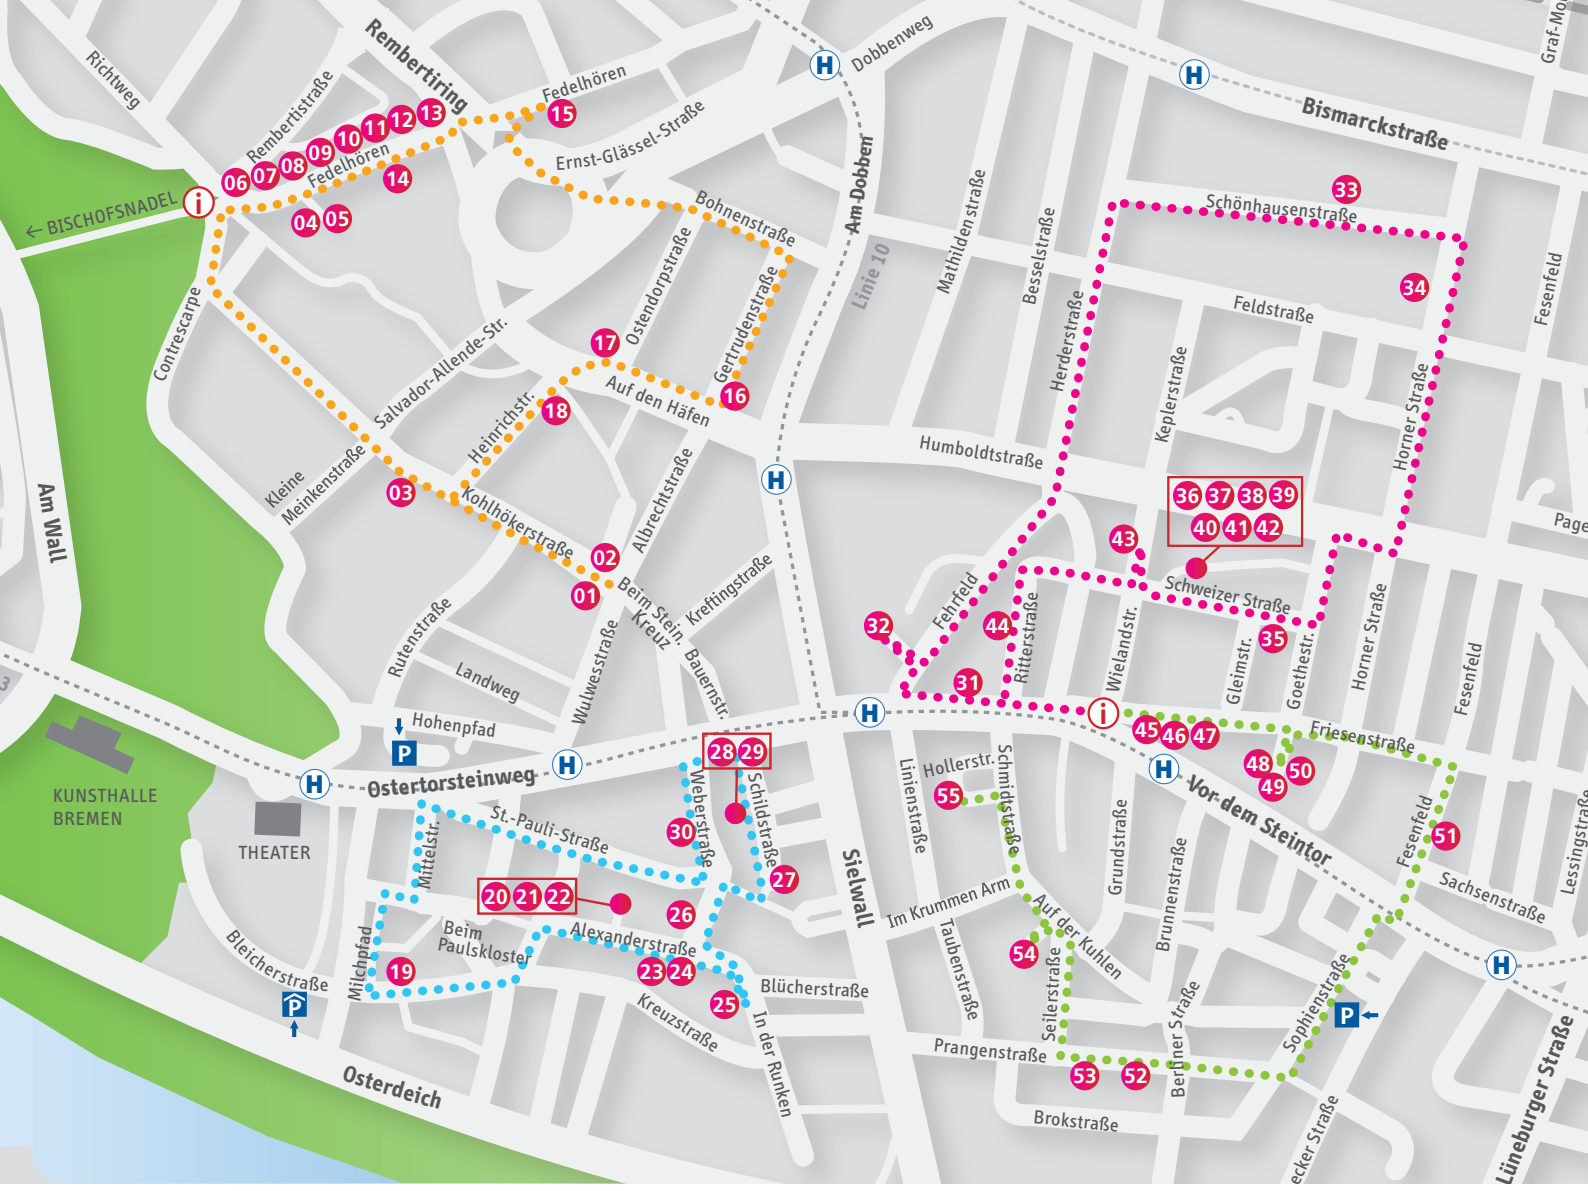 Richtweg
Rembertiring
Rembertistraße
Fedelhören
H
Dobbenweg
H
Bismarckstraße
Graf-Mo
06
07
08
09
10
11
12
13
15
14
Fedelhören
Ernst-Glässel-Straße
i
← BISCHOFSNADEL
04
05
Am Dobben
Linie 10
Bohnenstraße
Mathildenstraße
Besselstraße
33
Schönhausenstraße
34
Feldstraße
Fesenfeld
Contrescarpe
Salvador-Allende-Str.
Ostendorpstraße
Gertrudenstraße
Herderstraße
Keplerstraße
Horner Straße
17
16
18
Auf den Häfen
Heinrichstr.
Humboldtstraße
Kleine
Meinkenstraße
03
H
Am Wall
Kohlhökerstraße
Albrechtstraße
02
01
Beim Stein.
Kreuz
Kreftingstraße
36
37
38
39
40
41
42
43
Page
Schweizer Straße
Fehrfeld
32
44
Ritterstraße
35
Wielandstr.
Gleimstr.
Goethestr.
Horner Straße
Fesenfeld
Rutenstraße
Landweg
Wulwesstraße
Bauernstr.
3
31
H
i
Hohenpfad
P
H
Ostertorsteinweg
H
28
29
45
46
47
Friesenstraße
48
49
50
H
Vor dem Steintor
KUNSTHALLE
BREMEN
THEATER
Mittelstr.
St.-Pauli-Straße
Weberstraße
Schildstraße
30
27
Hollerstr.
55
Schmidtstraße
Linienstraße
Grundstraße
Brunnenstraße
Fesenfeld
51
Lessingstraße
Sachsenstraße
Sielwall
Im Krummen Arm
20
21
22
26
Beim
Paulskloster
Alexanderstraße
23
24
25
Milchpfad
19
Bleicherstraße
P
Taubenstraße
Auf der Kuhlen
54
Seilerstraße
Blücherstraße
Kreuzstraße
In der Runken
Berliner Straße
Sophienstraße
P
H
Prangenstraße
53
52
Brokstraße
Osterdeich
ecker Straße
Lüneburger Straße